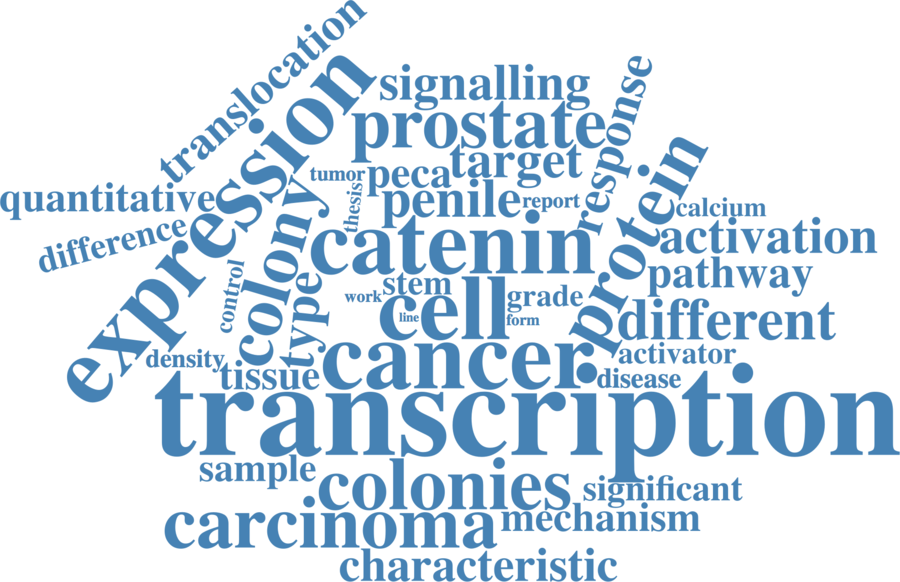 translocation
expression
signalling
prostate
response
target
tumor
peca
thesis
quantitative
penile
report
protein
calcium
difference
colony
catenin
activation
control
type
stem
pathway
work
cell
grade
line
form
different
density
tissue
cancer
activator
disease
transcription
sample
colonies
significant
carcinoma
mechanism
characteristic